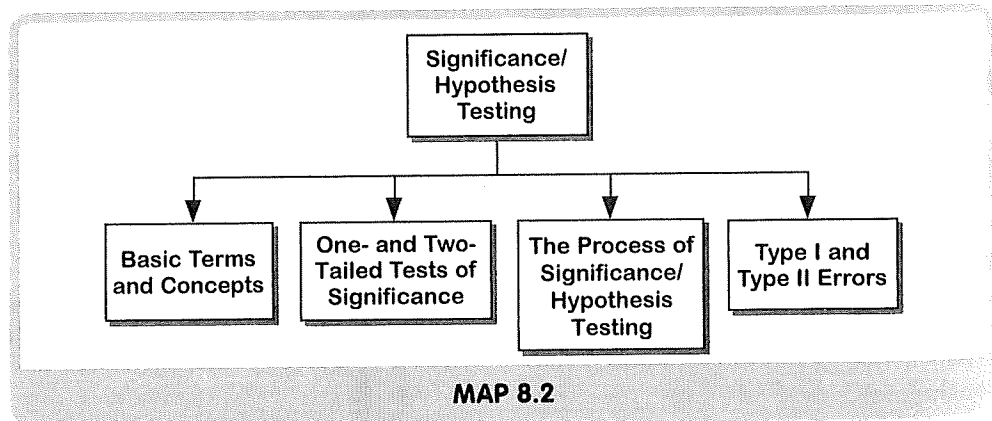 Significance/
Hypothesis
Testing
Basic Terms
and Concepts
One- and Two-
Tailed Tests of
Significance
The Process of
Significance/
Hypothesis
Testing
Type I and
Type II Errors
MAP 8.2